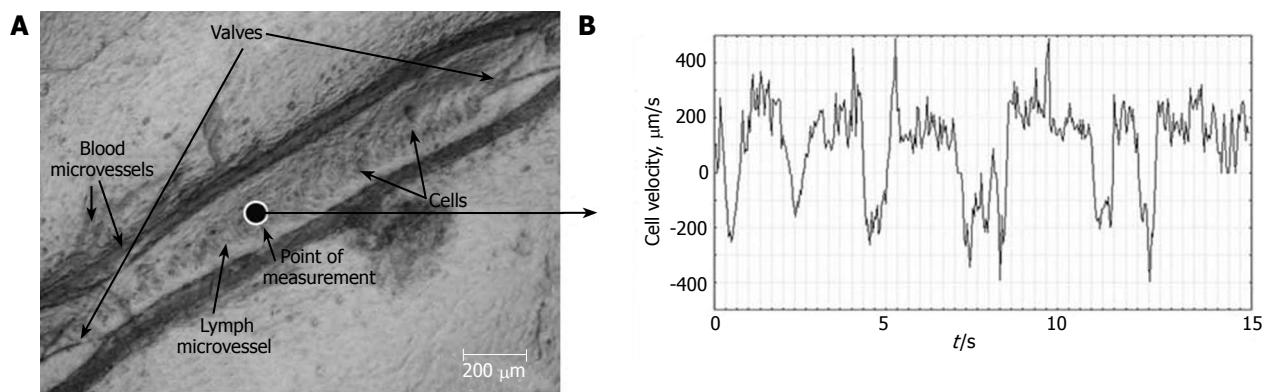 A
Valves
Blood
microvessels
Cells
Point of
measurement
Lymph
microvessel
200 μm
B
Cell velocity, μm/s
400
200
0
-200
-400
0
5
10
15
t/s